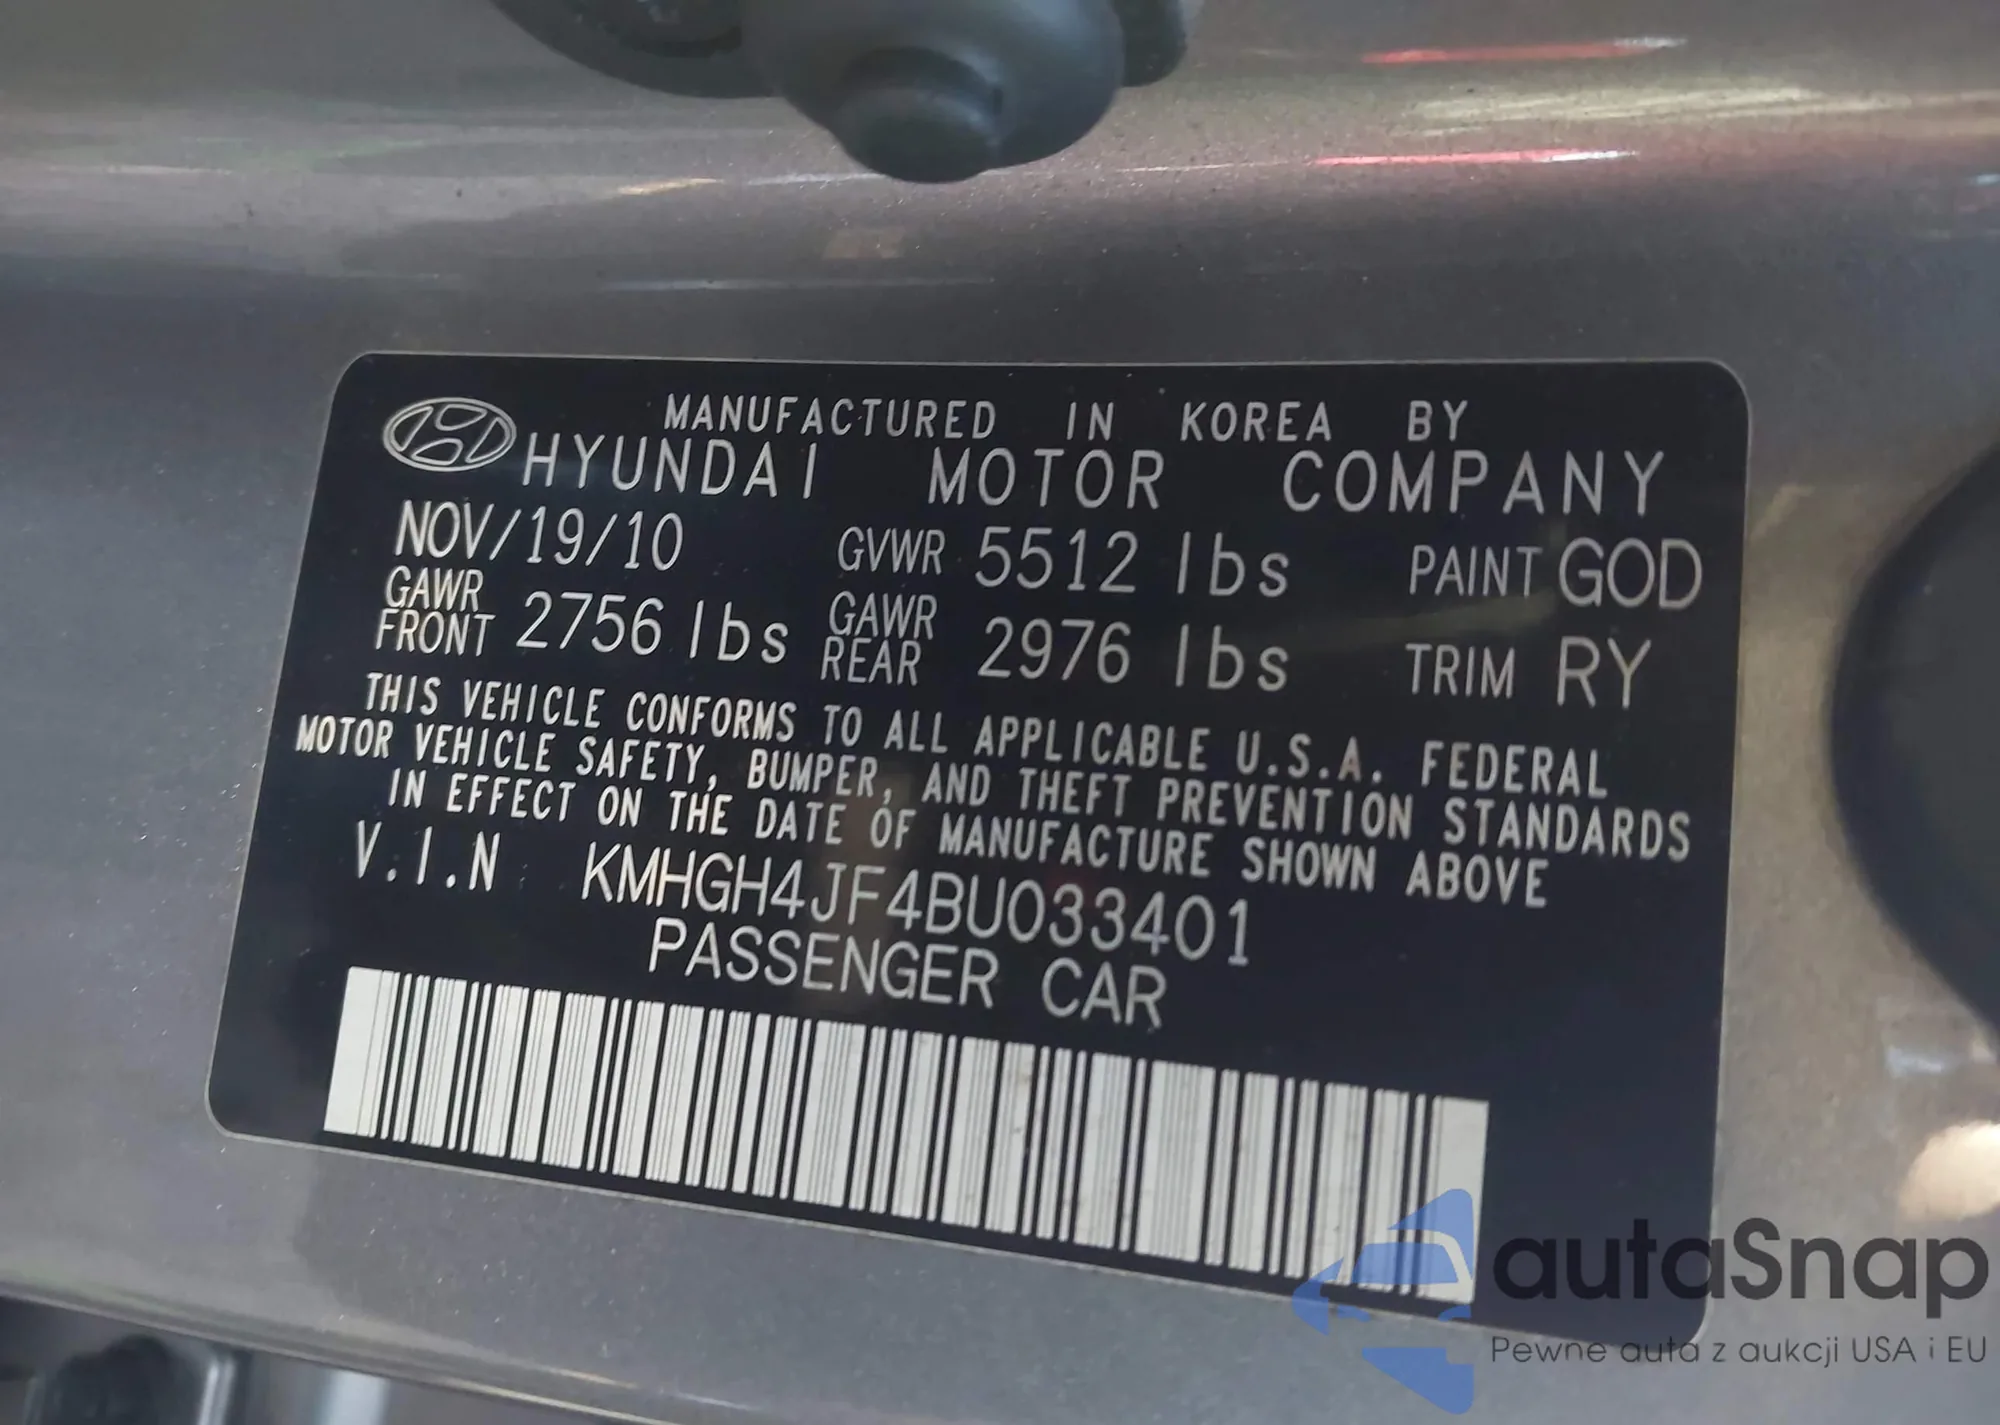 MANUFACTURED IN KOREA BY
HYUNDAI MOTOR COMPANY
NOV/19/10 GVWR 5512 lbs PAINT GOD
GAWR FRONT 2756 lbs GAWR REAR 2976 lbs TRIM RY
THIS VEHICLE CONFORMS TO ALL APPLICABLE U.S.A. FEDERAL
MOTOR VEHICLE SAFETY, BUMPER, AND THEFT PREVENTION STANDARDS
IN EFFECT ON THE DATE OF MANUFACTURE SHOWN ABOVE
V.I.N KMHGH4JF4BU033401
PASSENGER CAR
autaSnap
Pewne auta z aukcji USA i EU